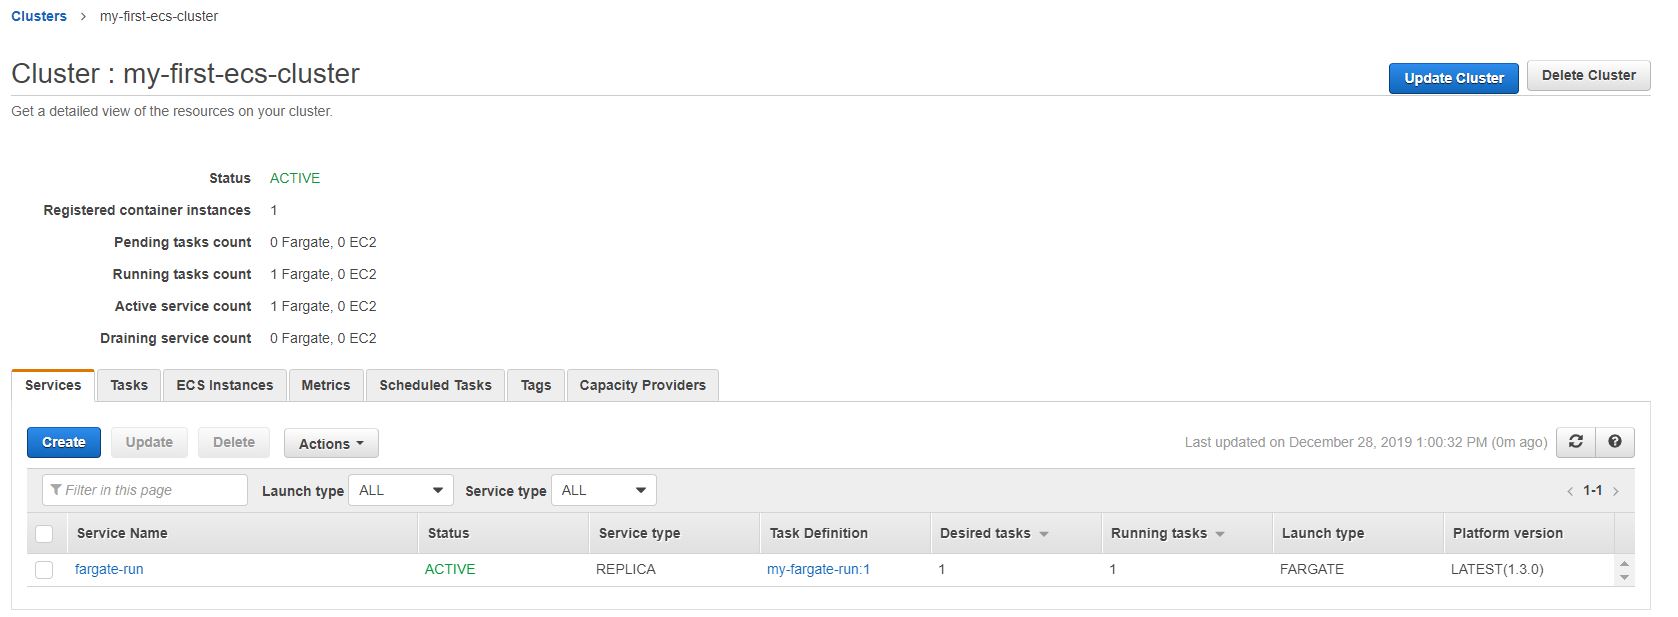 Clusters > my-first-ecs-cluster
Cluster : my-first-ecs-cluster
Update Cluster Delete Cluster
Get a detailed view of the resources on your cluster.
Status ACTIVE
Registered container instances 1
Pending tasks count 0 Fargate, 0 EC2
Running tasks count 1 Fargate, 0 EC2
Active service count 1 Fargate, 0 EC2
Draining service count 0 Fargate, 0 EC2
Services Tasks ECS Instances Metrics Scheduled Tasks Tags Capacity Providers
Create Update Delete Actions Last updated on December 28, 2019 1:00:32 PM (0m ago)
Filter in this page Launch type ALL Service type ALL < 1-1 >
Service Name Status Service type Task Definition Desired tasks Running tasks Launch type Platform version
fargate-run ACTIVE REPLICA my-fargate-run:1 1 1 FARGATE LATEST(1.3.0)